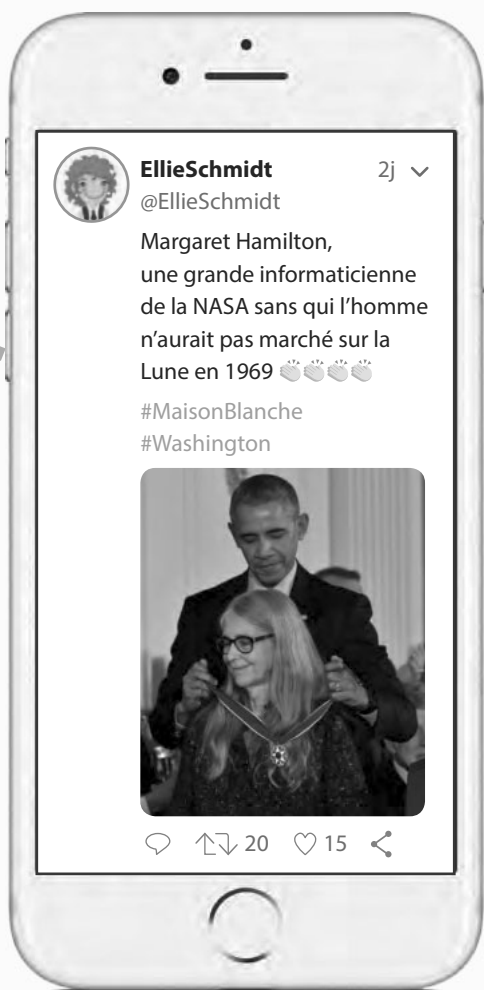 EllieSchmidt 2j
@EllieSchmidt
Margaret Hamilton,
une grande informaticienne
de la NASA sans qui l’homme
n’aurait pas marché sur la
Lune en 1969 👏👏👏👏
#MaisonBlanche
#Washington
20 15